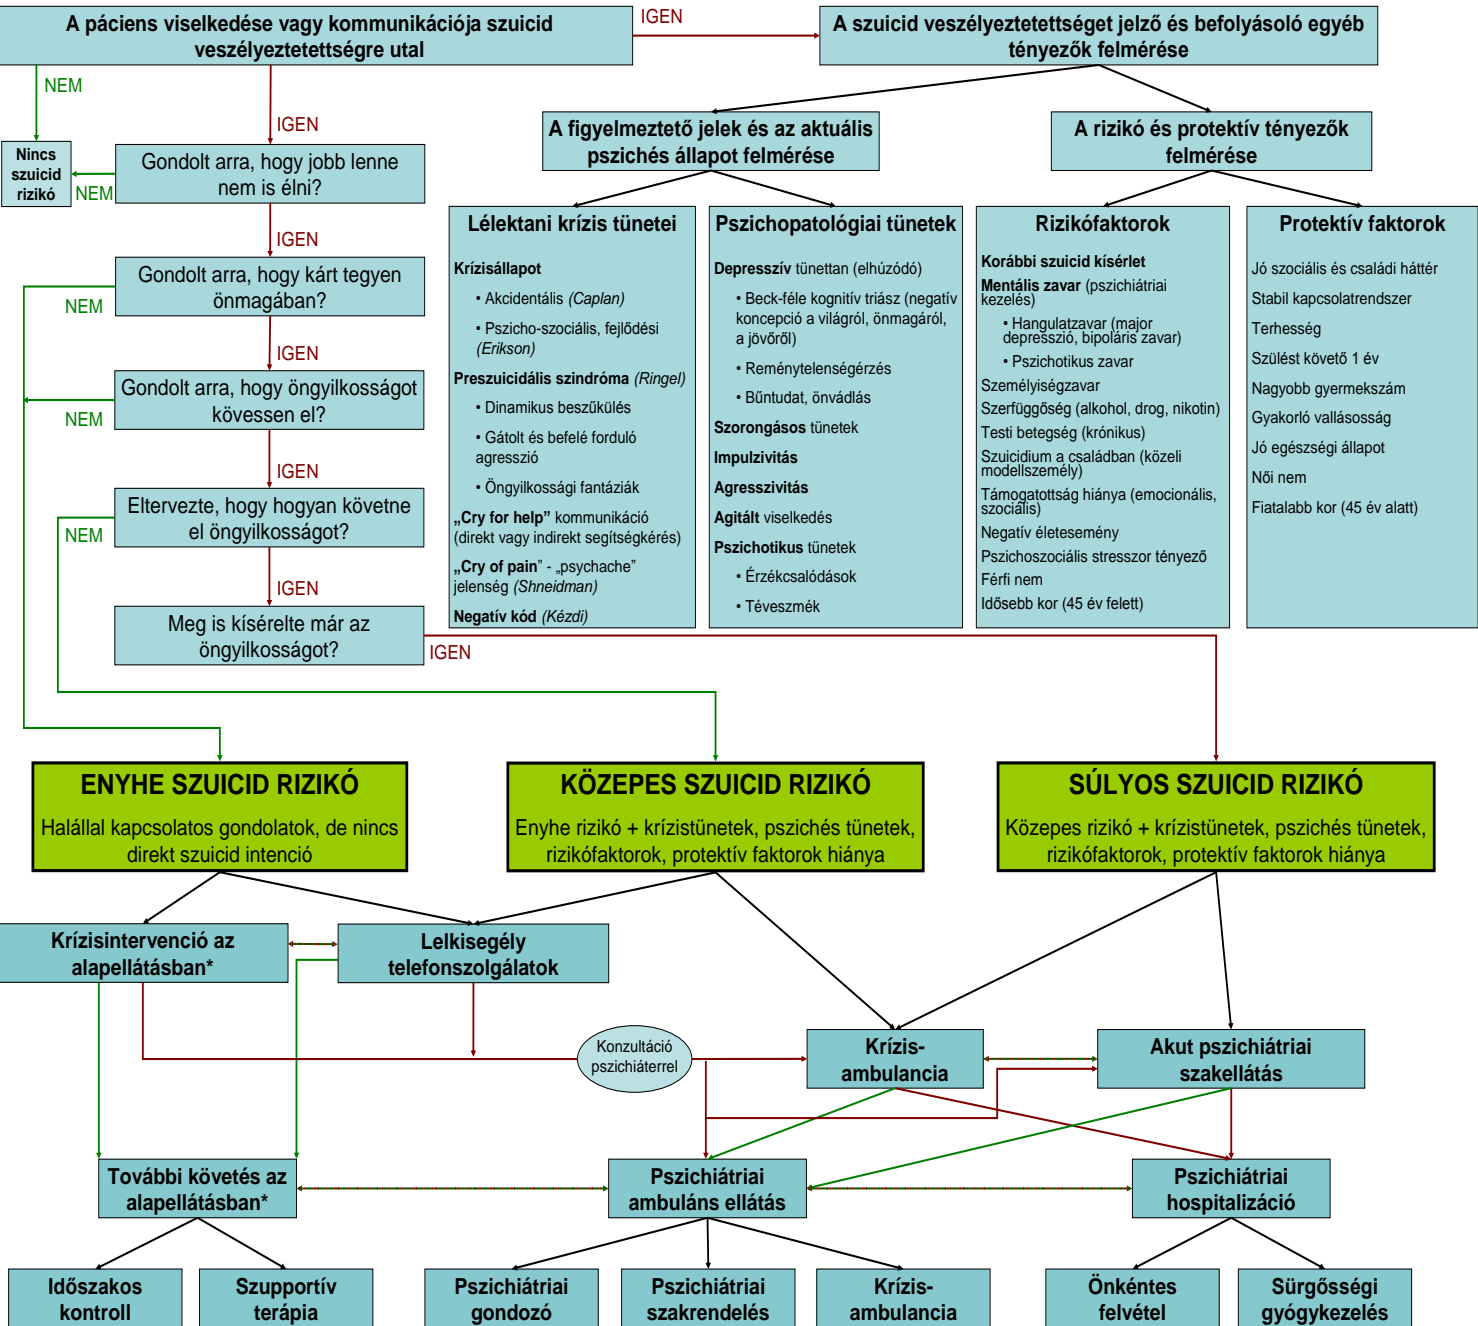 A páciens viselkedése vagy kommunikációja szuicid
veszélyeztetettségre utal
IGEN
A szuicid veszélyeztetettséget jelző és befolyásoló egyéb
tényezők felmérése
NEM
IGEN
Nincs
szuicid
rizikó
NEM
Gondolt arra, hogy jobb lenne
nem is élni?
A figyelmeztető jelek és az aktuális
pszichés állapot felmérése
A rizikó és protektív tényezők
felmérése
IGEN
Gondolt arra, hogy kárt tegyen
önmagában?
NEM
IGEN
Gondolt arra, hogy öngyilkosságot
kövessen el?
NEM
IGEN
Eltervezte, hogy hogyan követne
el öngyilkosságot?
NEM
IGEN
Meg is kísérelte már az
öngyilkosságot?
IGEN
Lélektani krízis tünetei
Krízisállapot
• Akcidentális (Caplan)
• Pszicho-szociális, fejlődési
(Erikson)
Preszuicidális szindróma (Ringel)
• Dinamikus beszűkülés
• Gátolt és befelé forduló
agresszió
• Öngyilkossági fantáziák
„Cry for help” kommunikáció
(direkt vagy indirekt segítségkérés)
„Cry of pain” - „psychache”
jelenség (Shneidman)
Negatív kód (Kézdi)
Pszichopatológiai tünetek
Depresszív tünettan (elhúzódó)
• Beck-féle kognitív triász (negatív
koncepció a világról, önmagáról,
a jövőről)
• Reménytelenségérzés
• Bűntudat, önvádlás
Szorongásos tünetek
Impulzivitás
Agresszivitás
Agitált viselkedés
Pszichotikus tünetek
• Érzékcsalódások
• Téveszmék
Rizikófaktorok
Korábbi szuicid kísérlet
Mentális zavar (pszichiátriai
kezelés)
• Hangulatzavar (major
depresszió, bipoláris zavar)
• Pszichotikus zavar
Személyiségzavar
Szerfüggőség (alkohol, drog, nikotin)
Testi betegség (krónikus)
Szuicidium a családban (közeli
modellszemély)
Támogatottság hiánya (emocionális,
szociális)
Negatív életesemény
Pszichoszociális stresszor tényező
Férfi nem
Idősebb kor (45 év felett)
Protektív faktorok
Jó szociális és családi háttér
Stabil kapcsolatrendszer
Terhesség
Szülést követő 1 év
Nagyobb gyermekszám
Gyakorló vallásosság
Jó egészségi állapot
Női nem
Fiatalabb kor (45 év alatt)
ENYHE SZUICID RIZIKÓ
Halállal kapcsolatos gondolatok, de nincs
direkt szuicid intenció
KÖZEPES SZUICID RIZIKÓ
Enyhe rizikó + krízistünetek, pszichés tünetek,
rizikófaktorok, protektív faktorok hiánya
SÚLYOS SZUICID RIZIKÓ
Közepes rizikó + krízistünetek, pszichés tünetek,
rizikófaktorok, protektív faktorok hiánya
Krízisintervenció az
alapellátásban*
Lelkisegély
telefonszolgálatok
Konzultáció
pszichiáterrel
Krízis-
ambulancia
Akut pszichiátriai
szakellátás
További követés az
alapellátásban*
Pszichiátriai
ambuláns ellátás
Pszichiátriai
hospitalizáció
Időszakos
kontroll
Szupportív
terápia
Pszichiátriai
gondozó
Pszichiátriai
szakrendelés
Krízis-
ambulancia
Önkéntes
felvétel
Sürgősségi
gyógykezelés